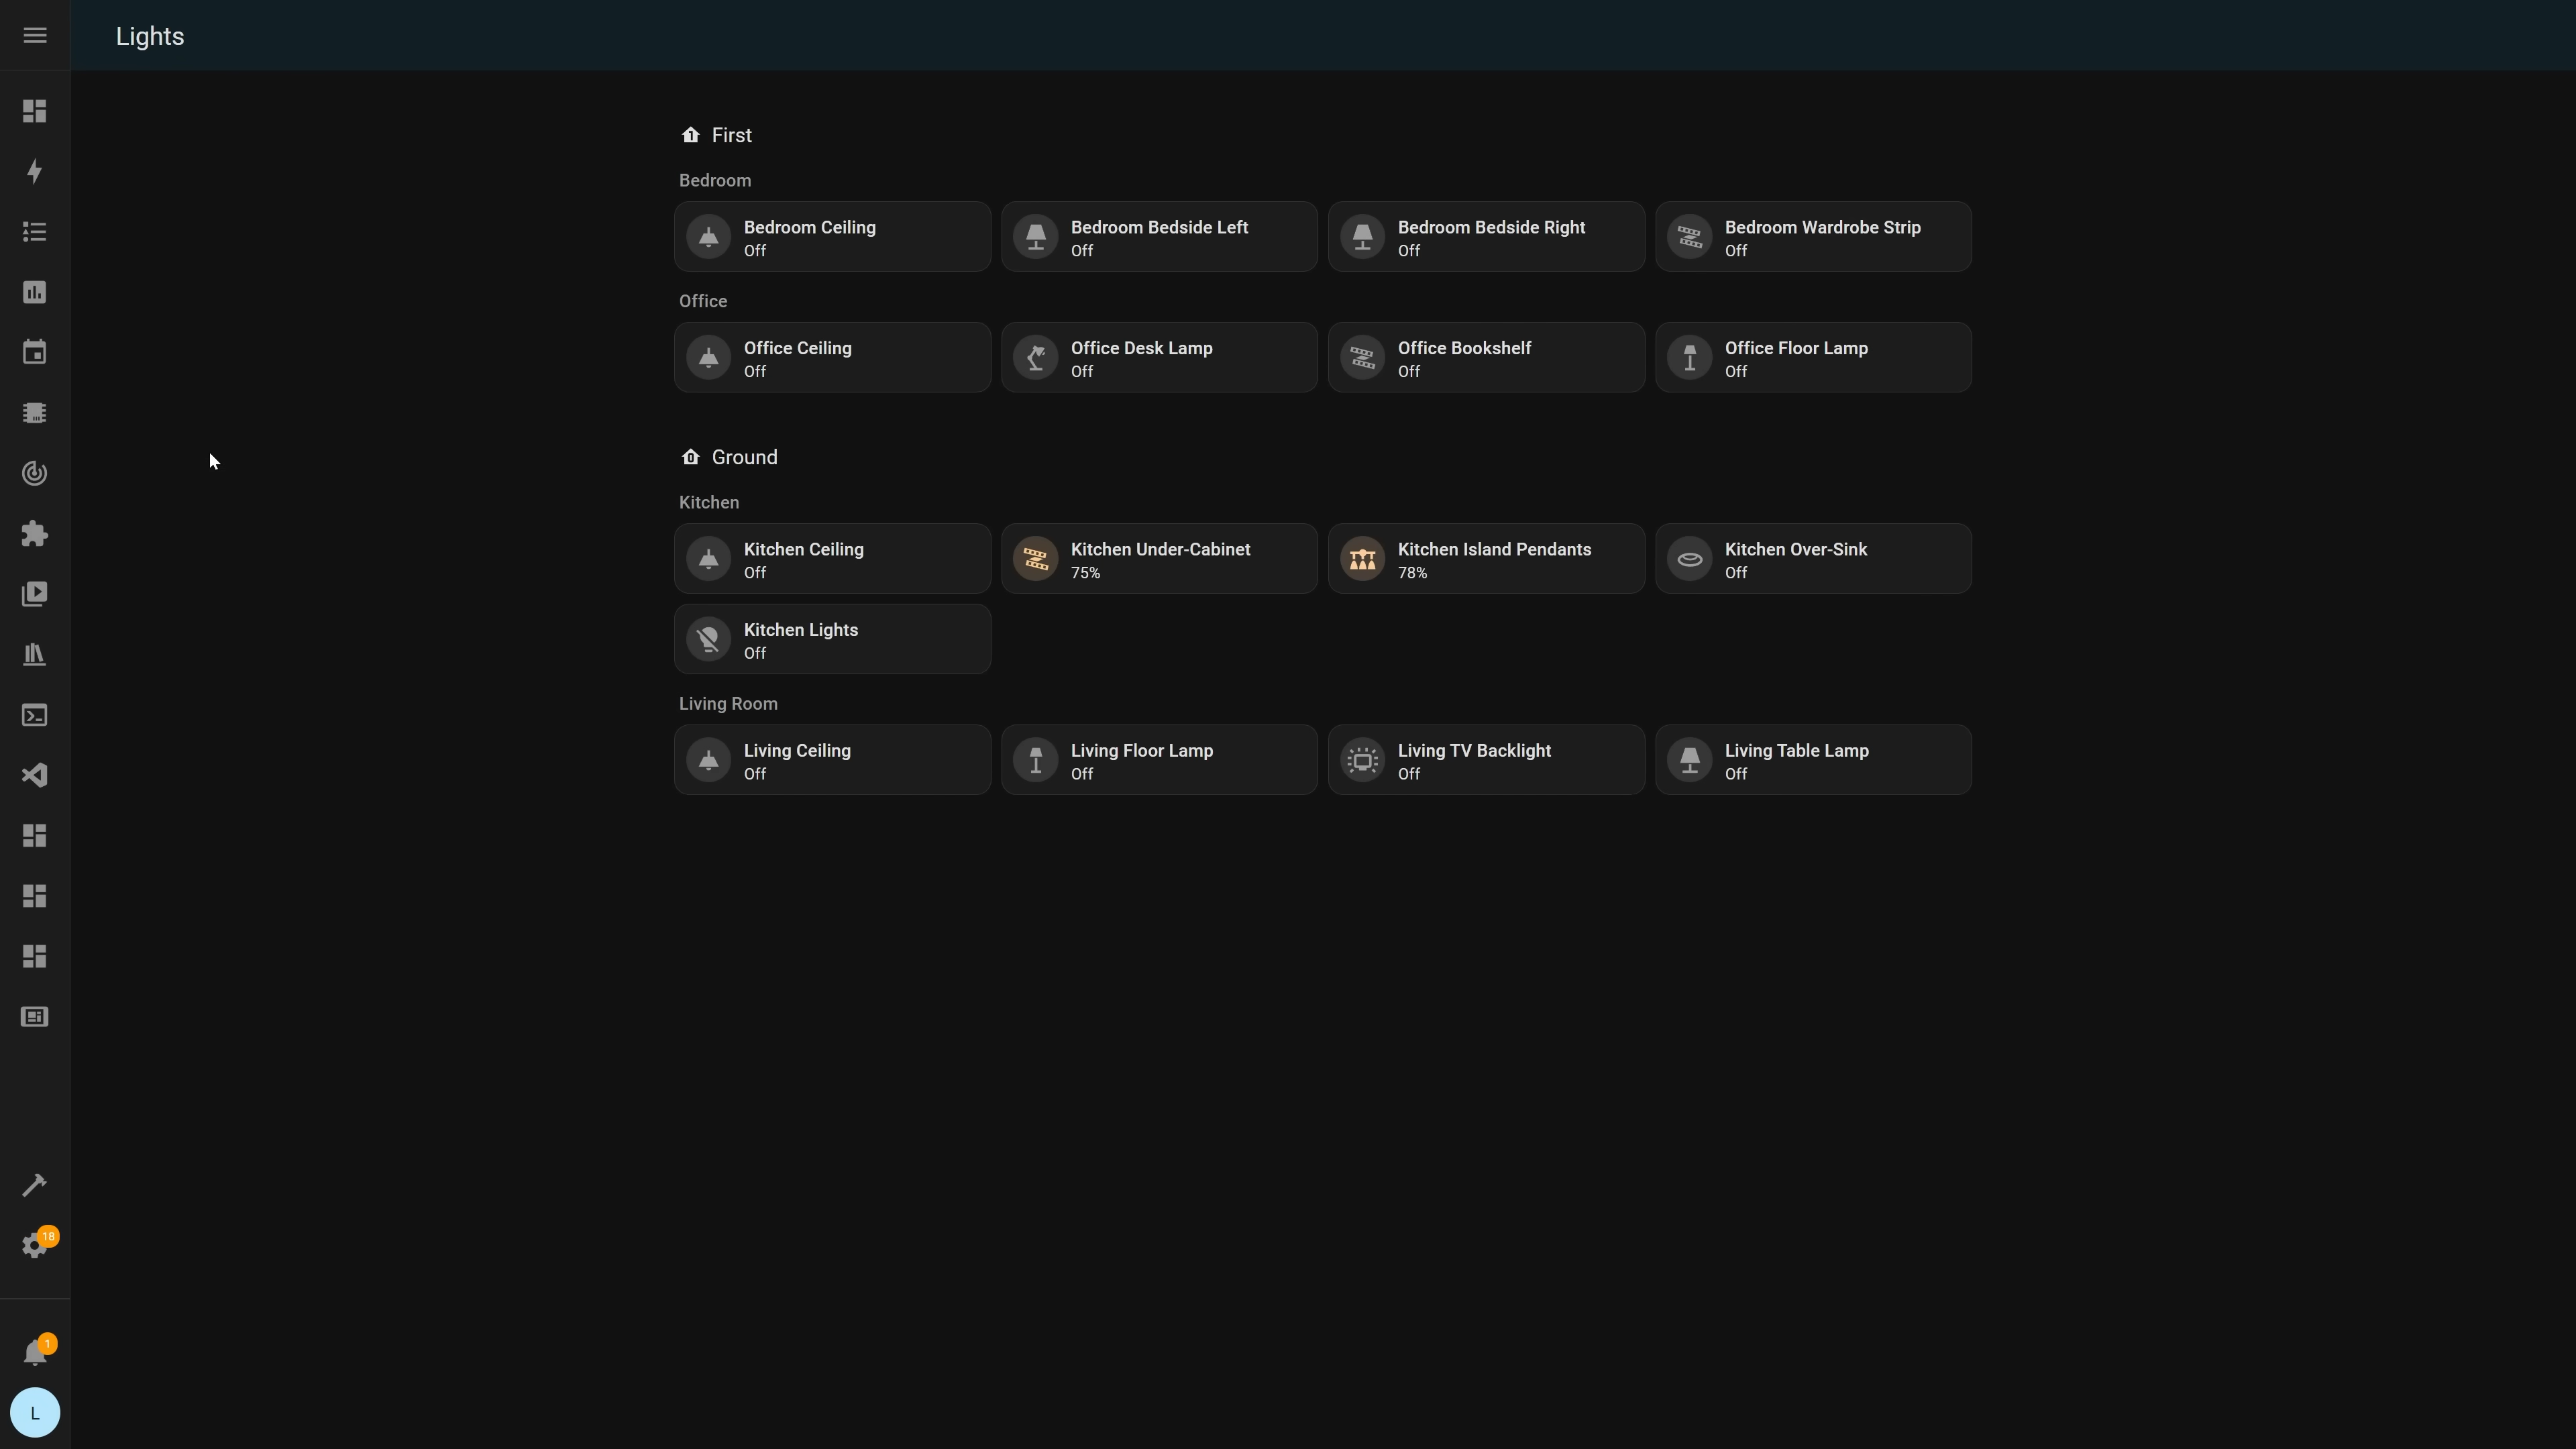 Lights
First
Bedroom
Bedroom Ceiling
Off
Bedroom Bedside Left
Off
Bedroom Bedside Right
Off
Bedroom Wardrobe Strip
Off
Office
Office Ceiling
Off
Office Desk Lamp
Off
Office Bookshelf
Off
Office Floor Lamp
Off
Ground
Kitchen
Kitchen Ceiling
Off
Kitchen Under-Cabinet
75%
Kitchen Island Pendants
78%
Kitchen Over-Sink
Off
Kitchen Lights
Off
Living Room
Living Ceiling
Off
Living Floor Lamp
Off
Living TV Backlight
Off
Living Table Lamp
Off
18
1
L